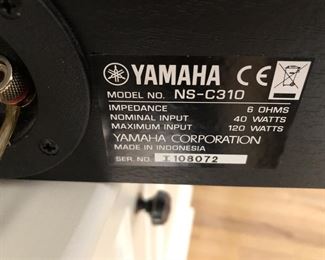 YAMAHA CE
MODEL NO. NS-C310
IMPEDANCE 6 OHMS
NOMINAL INPUT 40 WATTS
MAXIMUM INPUT 120 WATTS
YAMAHA CORPORATION
MADE IN INDONESIA
SER. NO. I108072